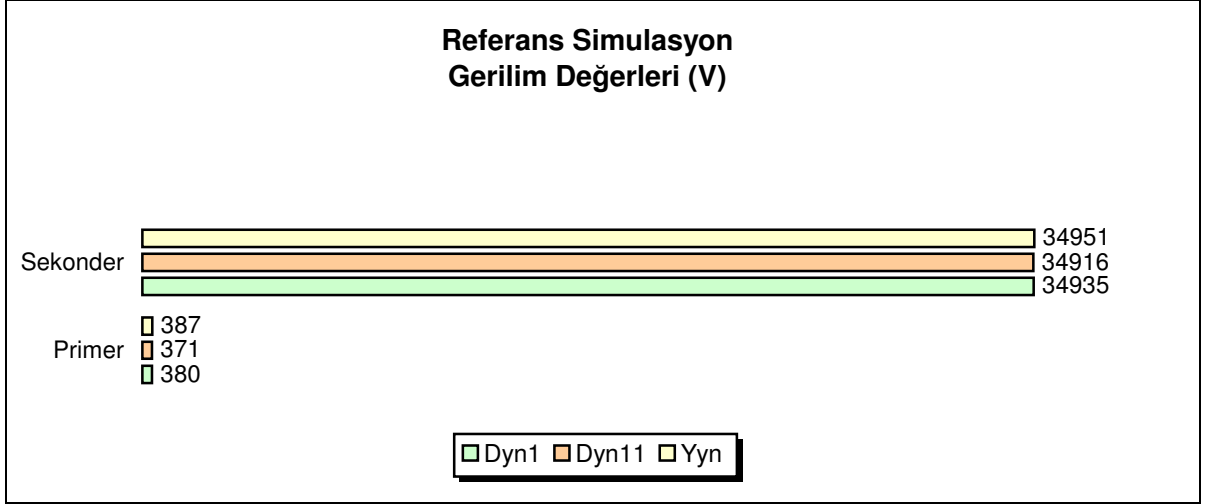 Referans Simulasyon
Gerilim Değerleri (V)
34951
Sekonder 34916
34935
387
Primer 371
380
Dyn1 Dyn11 Yyn